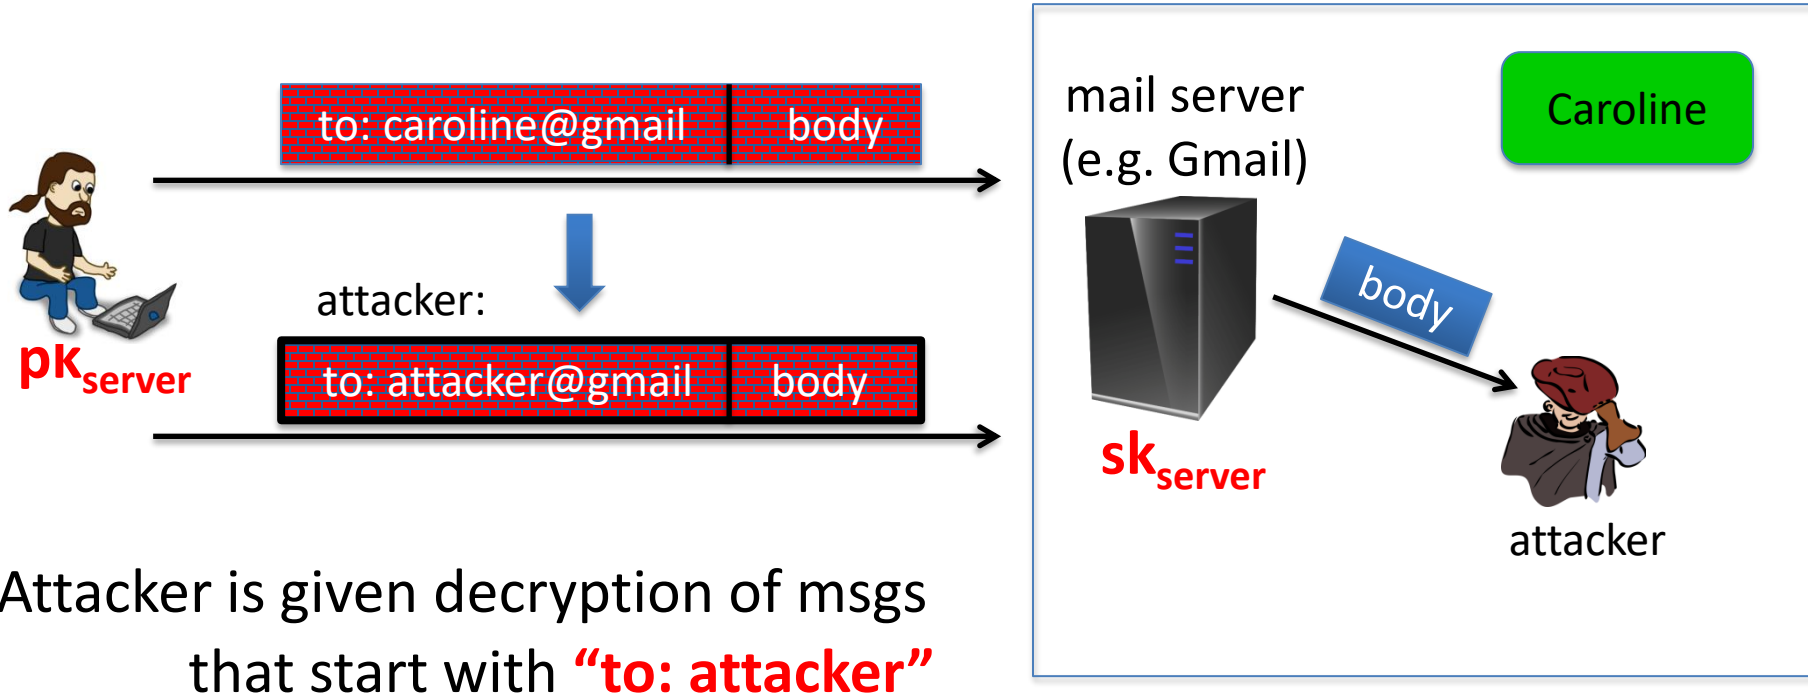 to: caroline@gmail body
mail server
(e.g. Gmail)
Caroline
attacker:
body
pkserver
to: attacker@gmail body
skserver
attacker
Attacker is given decryption of msgs
that start with “to: attacker”